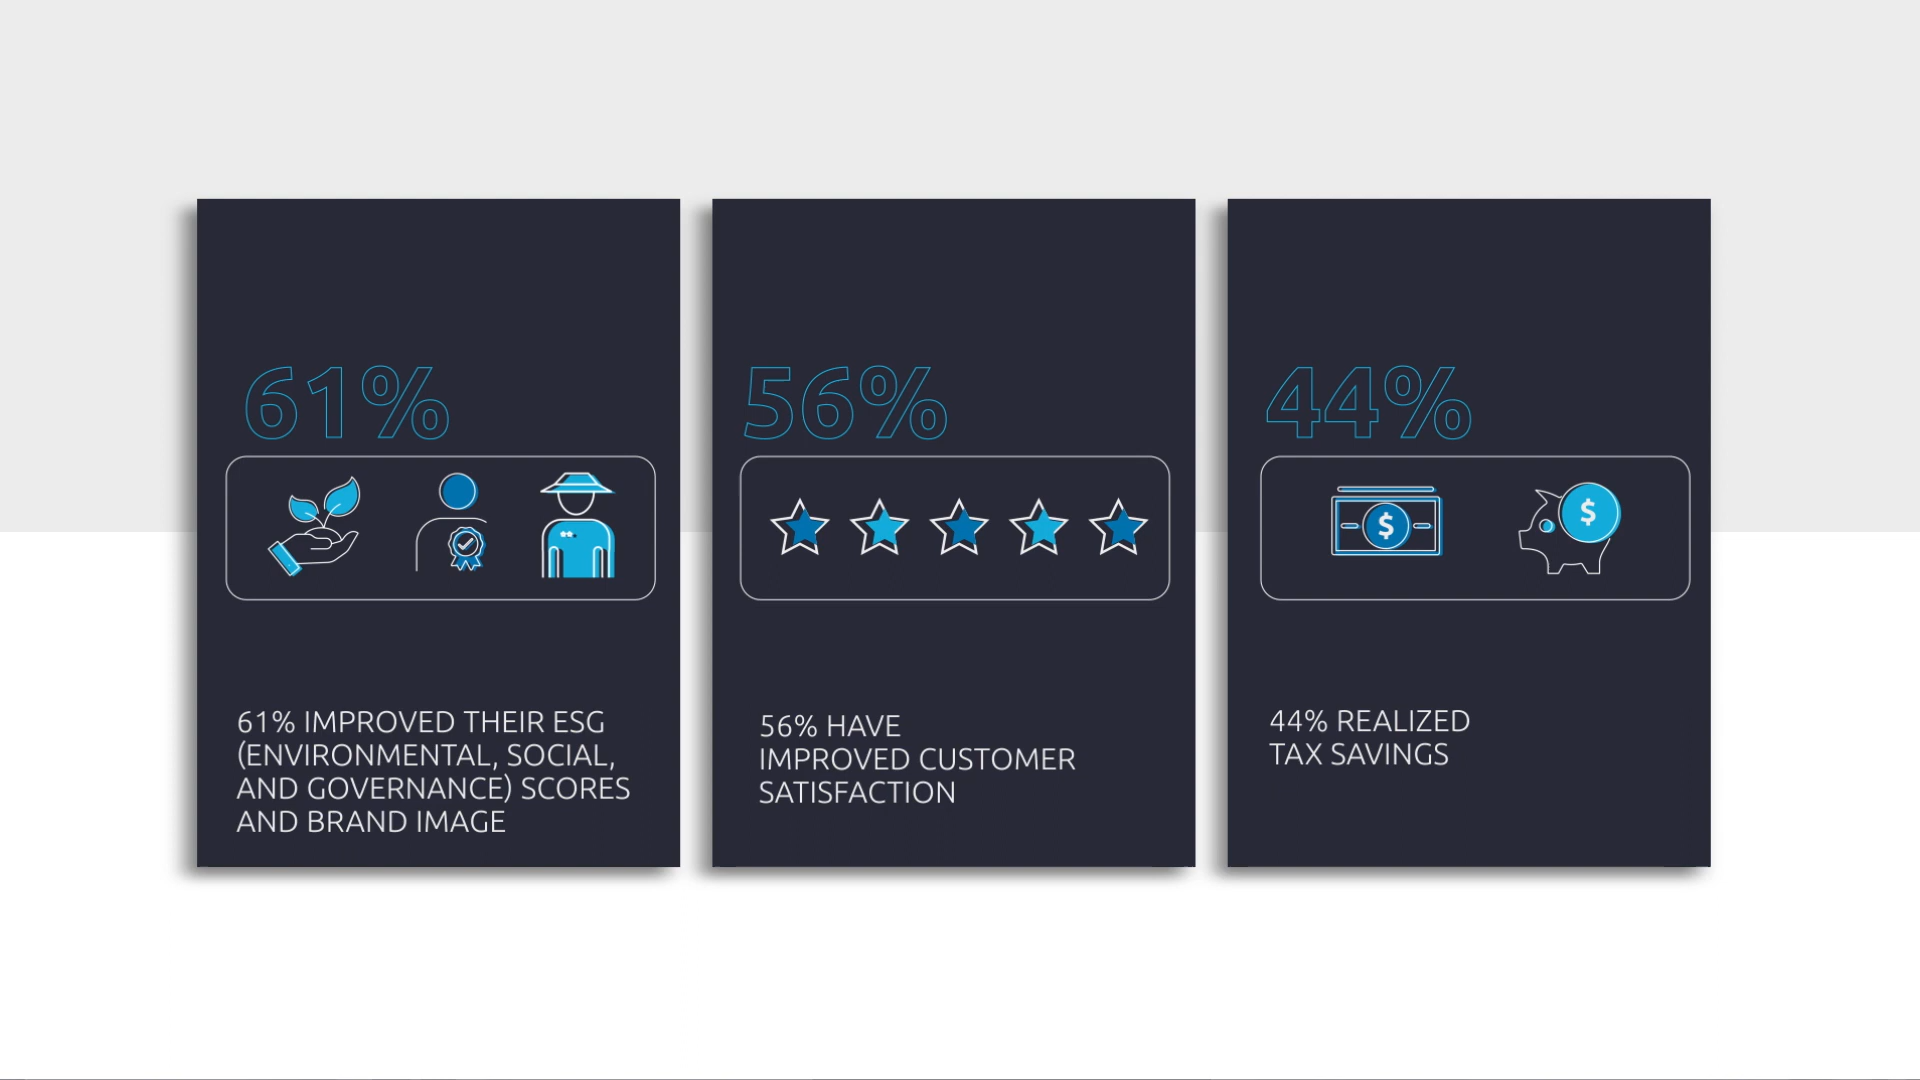 61%
61% IMPROVED THEIR ESG
(ENVIRONMENTAL, SOCIAL,
AND GOVERNANCE) SCORES
AND BRAND IMAGE
56%
56% HAVE
IMPROVED CUSTOMER
SATISFACTION
44%
$
$
44% REALIZED
TAX SAVINGS